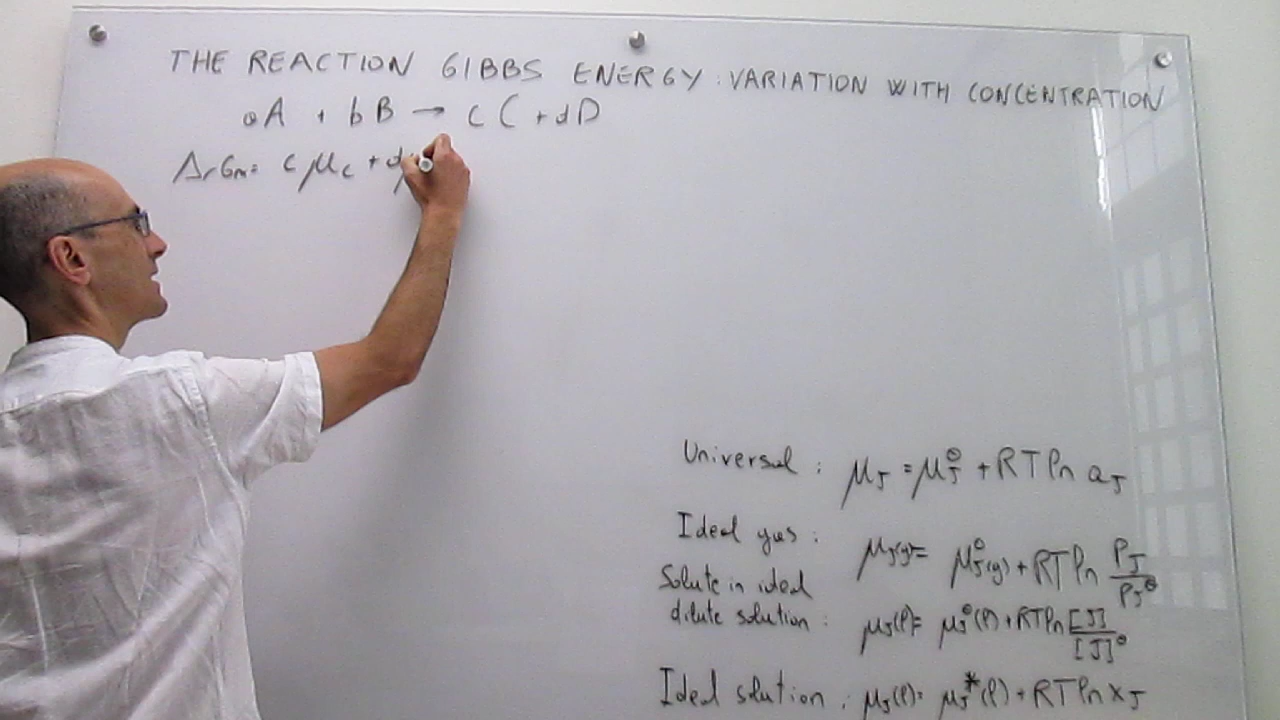 THE REACTION GIBBS ENERGY: VARIATION WITH CONCENTRATION
aA + bB → cC + dD
ΔrGm = cμC + dμ
Universal : μJ = μJ° + RT ln aJ
Ideal gas : μJ(g) = μJ°(g) + RT ln PJ/PJ°
Solute in ideal
dilute solution : μJ(l) = μJ°(l) + RT ln [J]/[J]°
Ideal solution : μJ(l) = μJ*(l) + RT ln xJ